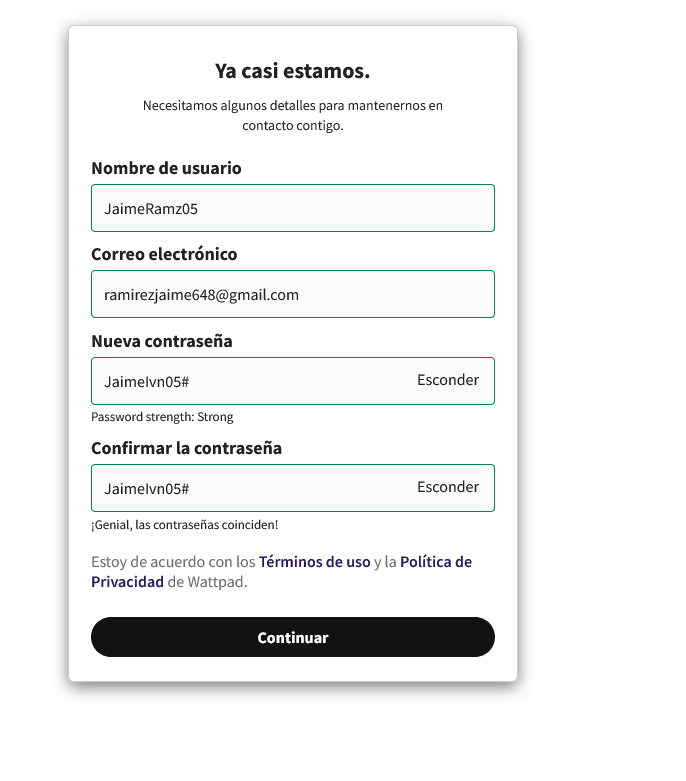 Ya casi estamos.
Necesitamos algunos detalles para mantenernos en
contacto contigo.
Nombre de usuario
JaimeRamz05
Correo electrónico
ramirezjaime648@gmail.com
Nueva contraseña
JaimeIvn05# Esconder
Password strength: Strong
Confirmar la contraseña
JaimeIvn05# Esconder
¡Genial, las contraseñas coinciden!
Estoy de acuerdo con los Términos de uso y la Política de
Privacidad de Wattpad.
Continuar